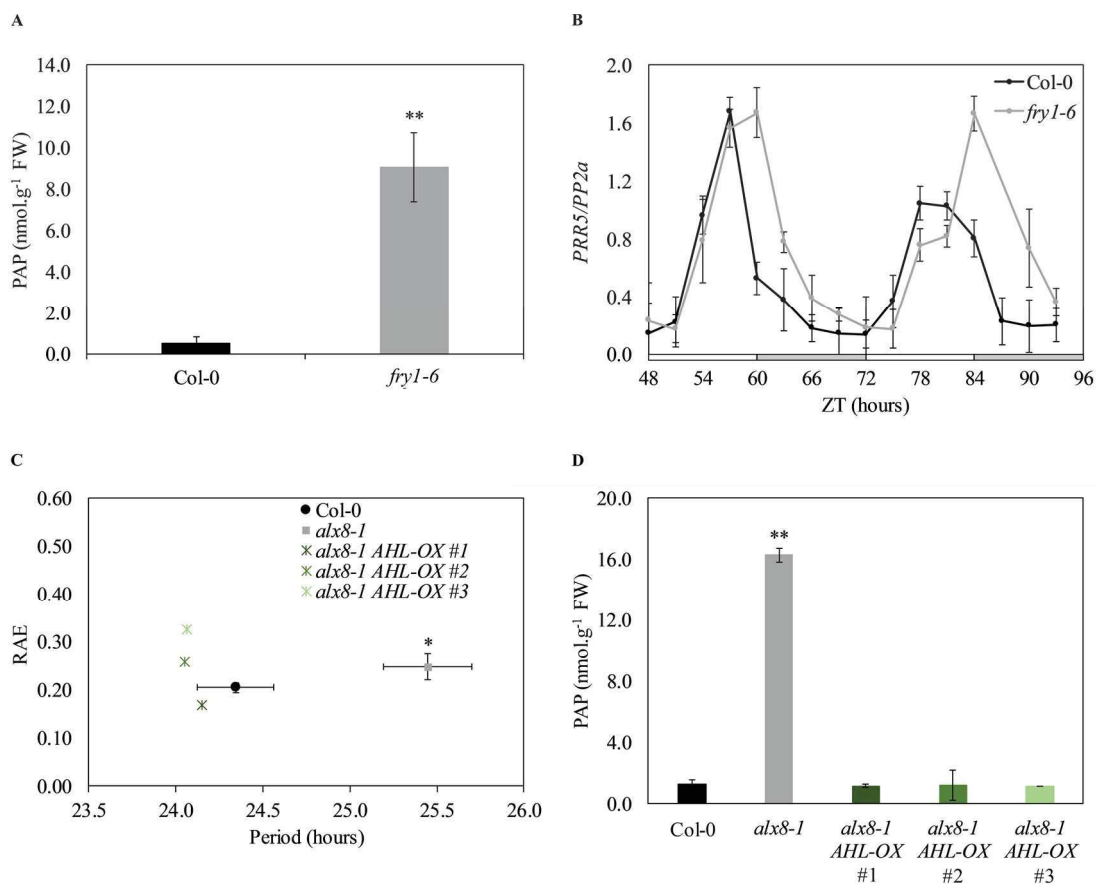 A
14.0
12.0
10.0
8.0
6.0
4.0
2.0
0.0
PAP (nmol.g-1 FW)
**
Col-0
fry1-6
B
2.0
1.6
1.2
0.8
0.4
0.0
PRR5/PP2a
Col-0
fry1-6
48 54 60 66 72 78 84 90 96
ZT (hours)
C
0.60
0.50
0.40
0.30
0.20
0.10
0.00
RAE
Col-0
alx8-1
alx8-1 AHL-OX #1
alx8-1 AHL-OX #2
alx8-1 AHL-OX #3
*
23.5 24.0 24.5 25.0 25.5 26.0
Period (hours)
D
20.0
16.0
12.0
8.0
4.0
0.0
PAP (nmol.g-1 FW)
**
Col-0
alx8-1
alx8-1
AHL-OX
#1
alx8-1
AHL-OX
#2
alx8-1
AHL-OX
#3